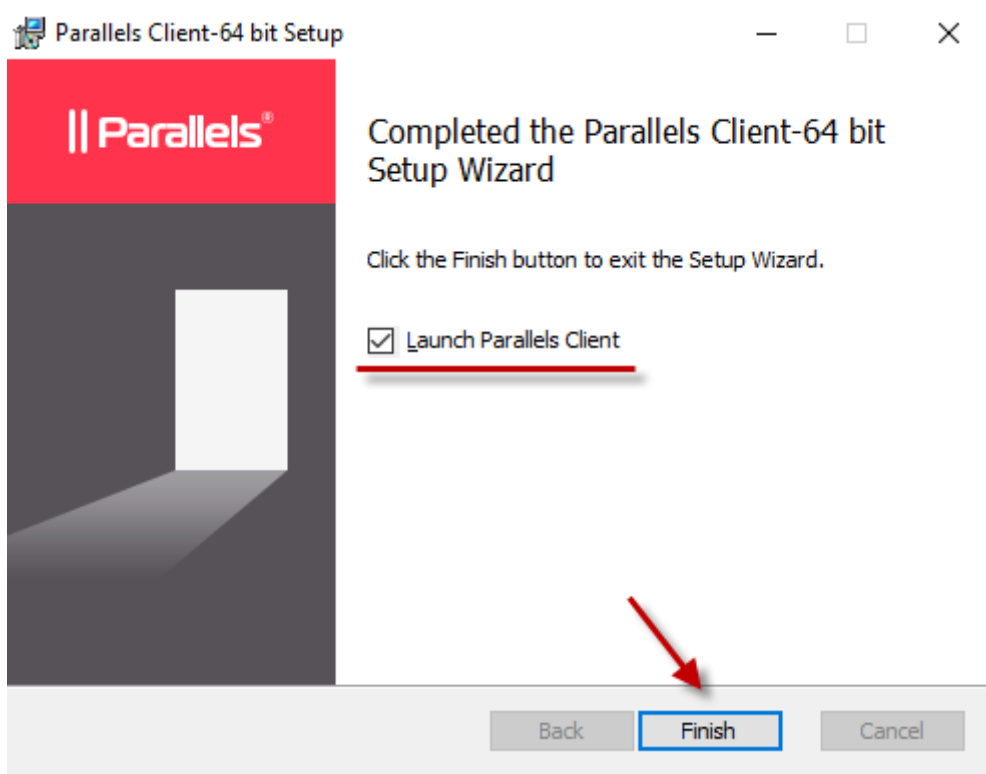 Parallels Client-64 bit Setup
|| Parallels®
Completed the Parallels Client-64 bit
Setup Wizard
Click the Finish button to exit the Setup Wizard.
Launch Parallels Client
Back
Finish
Cancel